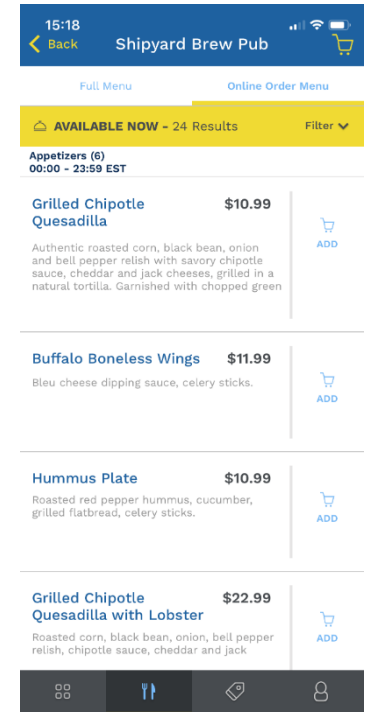 15:18
Back
Shipyard Brew Pub
Full Menu
Online Order Menu
AVAILABLE NOW - 24 Results
Filter
Appetizers (6)
00:00 - 23:59 EST
Grilled Chipotle
Quesadilla
$10.99
Authentic roasted corn, black bean, onion
and bell pepper relish with savory chipotle
sauce, cheddar and jack cheeses, grilled in a
natural tortilla. Garnished with chopped green
ADD
Buffalo Boneless Wings
$11.99
Bleu cheese dipping sauce, celery sticks.
ADD
Hummus Plate
$10.99
Roasted red pepper hummus, cucumber,
grilled flatbread, celery sticks.
ADD
Grilled Chipotle
Quesadilla with Lobster
$22.99
Roasted corn, black bean, onion, bell pepper
relish, chipotle sauce, cheddar and jack
ADD